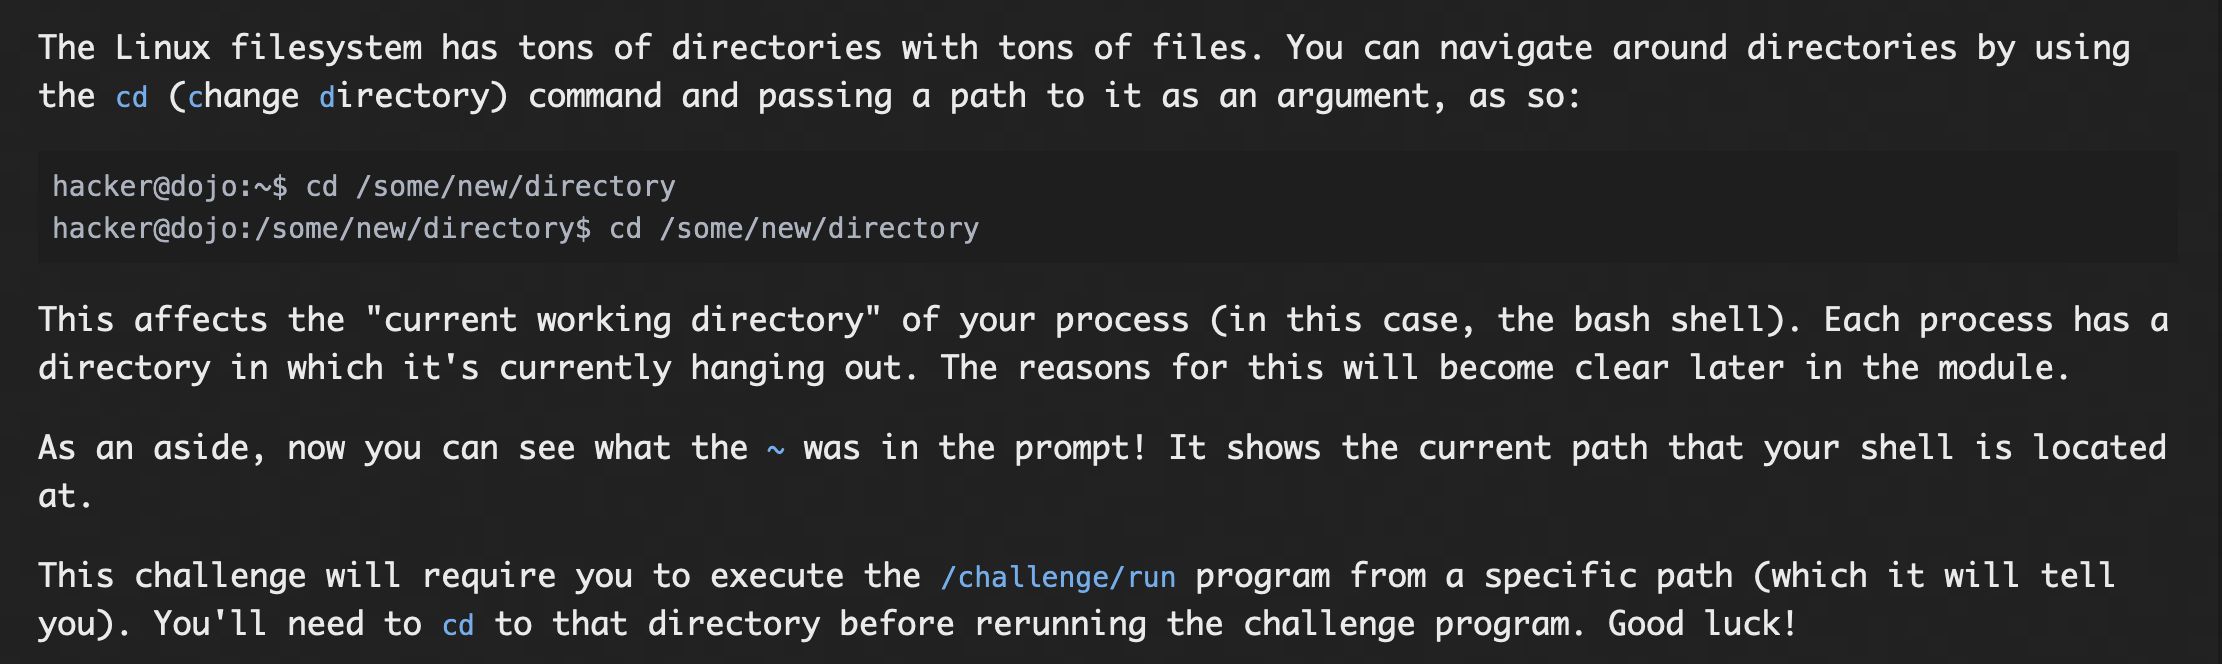 The Linux filesystem has tons of directories with tons of files. You can navigate around directories by using
the cd (change directory) command and passing a path to it as an argument, as so:
hacker@dojo:~$ cd /some/new/directory
hacker@dojo:/some/new/directory$ cd /some/new/directory
This affects the "current working directory" of your process (in this case, the bash shell). Each process has a
directory in which it's currently hanging out. The reasons for this will become clear later in the module.
As an aside, now you can see what the ~ was in the prompt! It shows the current path that your shell is located
at.
This challenge will require you to execute the /challenge/run program from a specific path (which it will tell
you). You'll need to cd to that directory before rerunning the challenge program. Good luck!